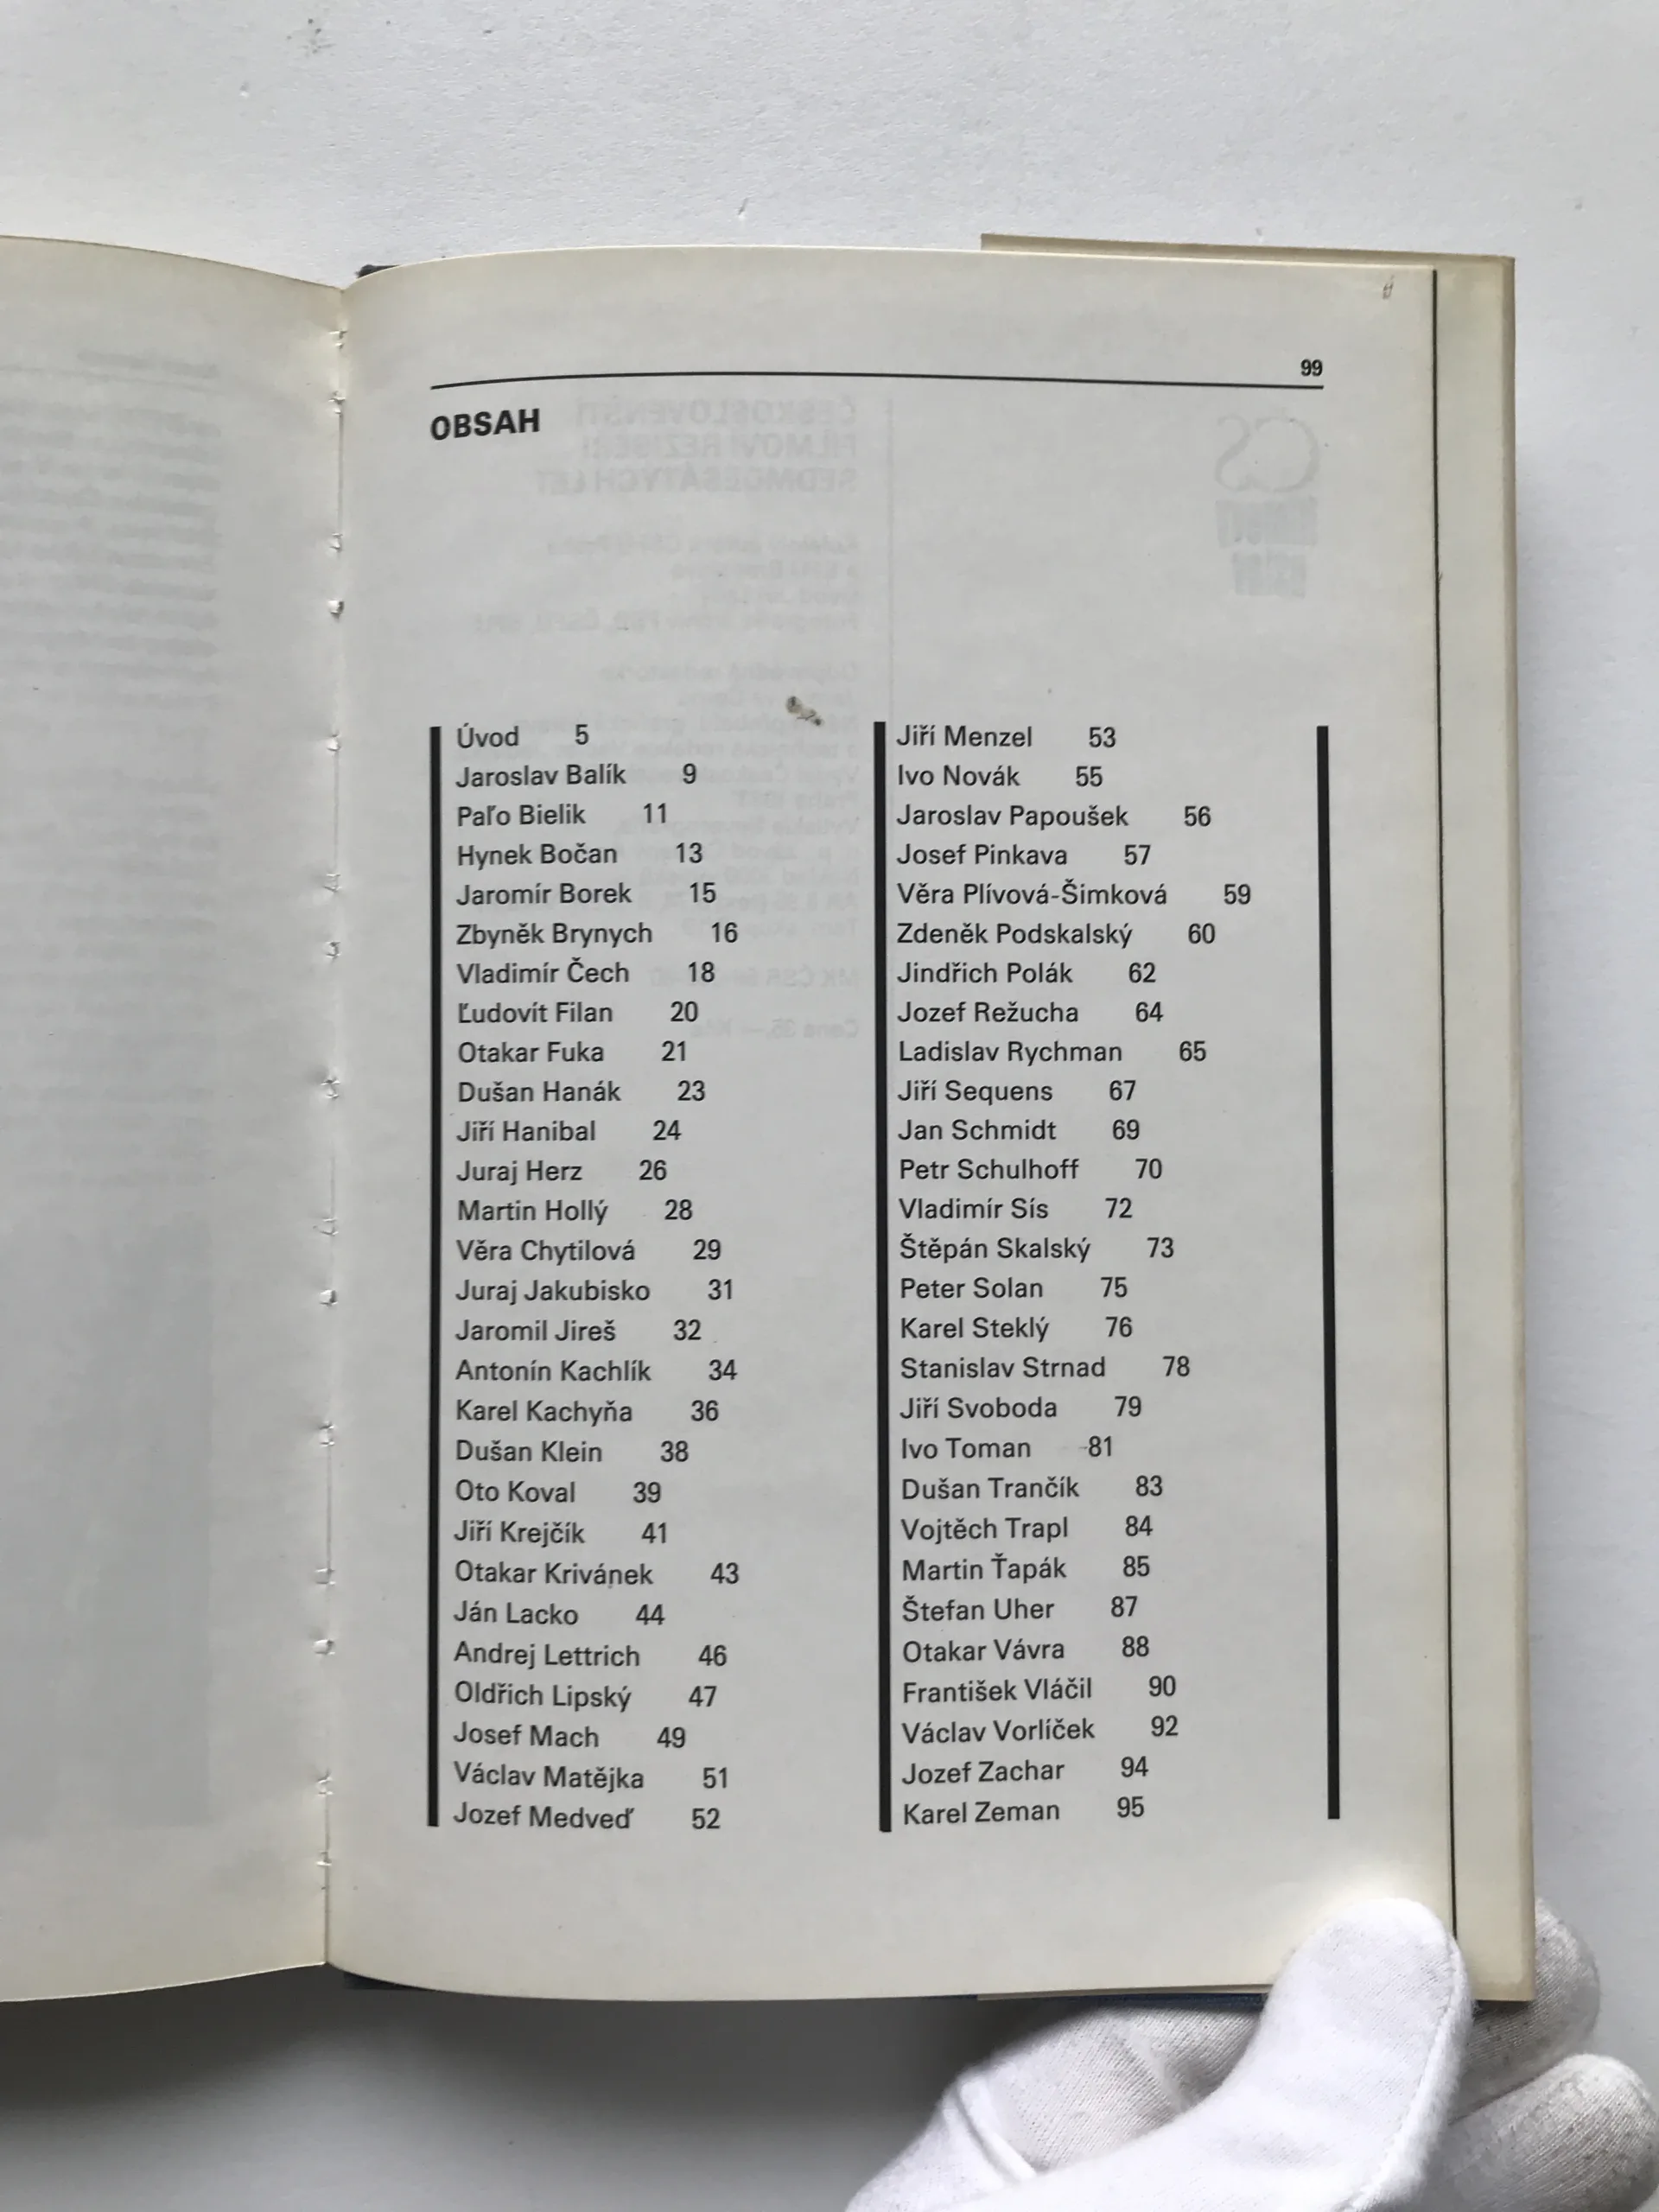 99
OBSAH
Úvod 5
Jaroslav Balík 9
Paľo Bielik 11
Hynek Bočan 13
Jaromír Borek 15
Zbyněk Brynych 16
Vladimír Čech 18
Ľudovít Filan 20
Otakar Fuka 21
Dušan Hanák 23
Jiří Hanibal 24
Juraj Herz 26
Martin Hollý 28
Věra Chytilová 29
Juraj Jakubisko 31
Jaromil Jireš 32
Antonín Kachlík 34
Karel Kachyňa 36
Dušan Klein 38
Oto Koval 39
Jiří Krejčík 41
Otakar Krivánek 43
Ján Lacko 44
Andrej Lettrich 46
Oldřich Lipský 47
Josef Mach 49
Václav Matějka 51
Jozef Medveď 52
Jiří Menzel 53
Ivo Novák 55
Jaroslav Papoušek 56
Josef Pinkava 57
Věra Plívová-Šimková 59
Zdeněk Podskalský 60
Jindřich Polák 62
Jozef Režucha 64
Ladislav Rychman 65
Jiří Sequens 67
Jan Schmidt 69
Petr Schulhoff 70
Vladimír Sís 72
Štěpán Skalský 73
Peter Solan 75
Karel Steklý 76
Stanislav Strnad 78
Jiří Svoboda 79
Ivo Toman 81
Dušan Trančík 83
Vojtěch Trapl 84
Martin Ťapák 85
Štefan Uher 87
Otakar Vávra 88
František Vláčil 90
Václav Vorlíček 92
Jozef Zachar 94
Karel Zeman 95